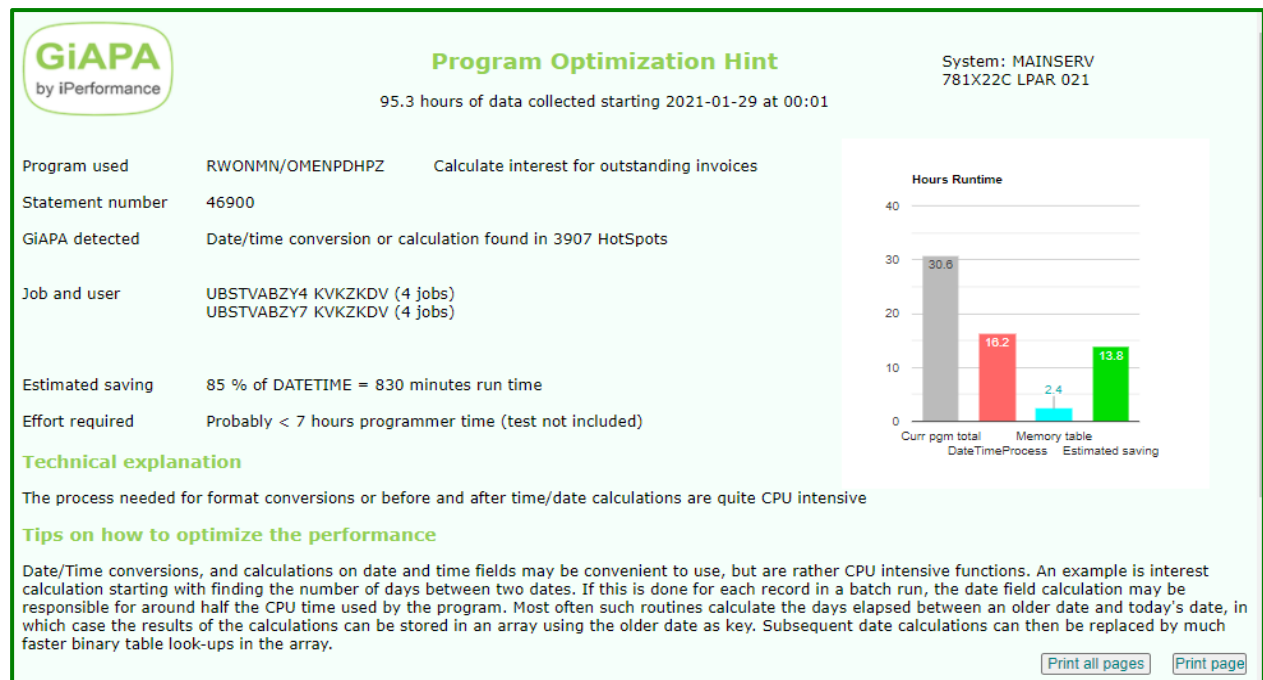 GiAPA
by iPerformance
Program Optimization Hint
95.3 hours of data collected starting 2021-01-29 at 00:01
System: MAINSERV
781X22C LPAR 021
Program used RWONMN/OMENPDHPZ Calculate interest for outstanding invoices
Statement number 46900
GiAPA detected Date/time conversion or calculation found in 3907 HotSpots
Job and user UBSTVABZY4 KVKZKDV (4 jobs)
UBSTVABZY7 KVKZKDV (4 jobs)
Estimated saving 85 % of DATETIME = 830 minutes run time
Effort required Probably < 7 hours programmer time (test not included)
Hours Runtime
40
30
20
10
0
30.6
16.2
2.4
13.8
Curr pgm total Memory table
DateTimeProcess Estimated saving
Technical explanation
The process needed for format conversions or before and after time/date calculations are quite CPU intensive
Tips on how to optimize the performance
Date/Time conversions, and calculations on date and time fields may be convenient to use, but are rather CPU intensive functions. An example is interest
calculation starting with finding the number of days between two dates. If this is done for each record in a batch run, the date field calculation may be
responsible for around half the CPU time used by the program. Most often such routines calculate the days elapsed between an older date and today's date, in
which case the results of the calculations can be stored in an array using the older date as key. Subsequent date calculations can then be replaced by much
faster binary table look-ups in the array.
Print all pages Print page